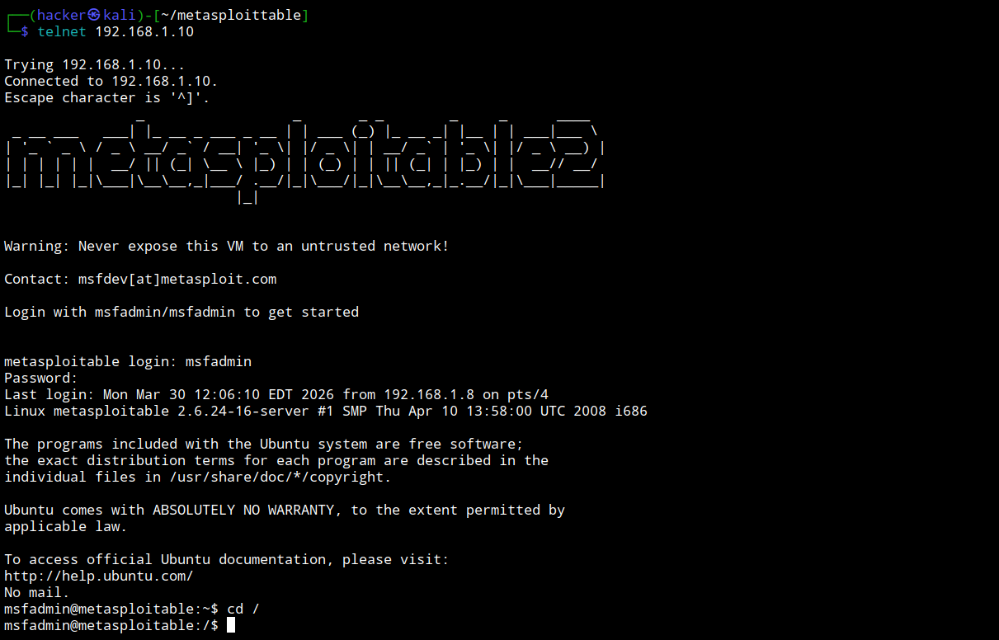 ┌──(hacker㉿kali)-[~/metasploittable]
└─$ telnet 192.168.1.10
Trying 192.168.1.10...
Connected to 192.168.1.10.
Escape character is '^]'.
                _                  _       _ _        _     _      ____  
 _ __ ___   ___| |_ __ _ ___ _ __ | | ___ (_) |_ __ _| |__ | | ___|___ \ 
| '_ ` _ \ / _ \ __/ _` / __| '_ \| |/ _ \| | __/ _` | '_ \| |/ _ \ __) |
| | | | | |  __/ || (_| \__ \ |_) | | (_) | | || (_| | |_) | |  __// __/ 
|_| |_| |_|\___|\__\__,_|___/ .__/|_|\___/|_|\__\__,_|_.__/|_|\___|_____|
                            |_|                                          
Warning: Never expose this VM to an untrusted network!
Contact: msfdev[at]metasploit.com
Login with msfadmin/msfadmin to get started
metasploitable login: msfadmin
Password:
Last login: Mon Mar 30 12:06:10 EDT 2026 from 192.168.1.8 on pts/4
Linux metasploitable 2.6.24-16-server #1 SMP Thu Apr 10 13:58:00 UTC 2008 i686
The programs included with the Ubuntu system are free software;
the exact distribution terms for each program are described in the
individual files in /usr/share/doc/*/copyright.
Ubuntu comes with ABSOLUTELY NO WARRANTY, to the extent permitted by
applicable law.
To access official Ubuntu documentation, please visit:
http://help.ubuntu.com/
No mail.
msfadmin@metasploitable:~$ cd /
msfadmin@metasploitable:/$